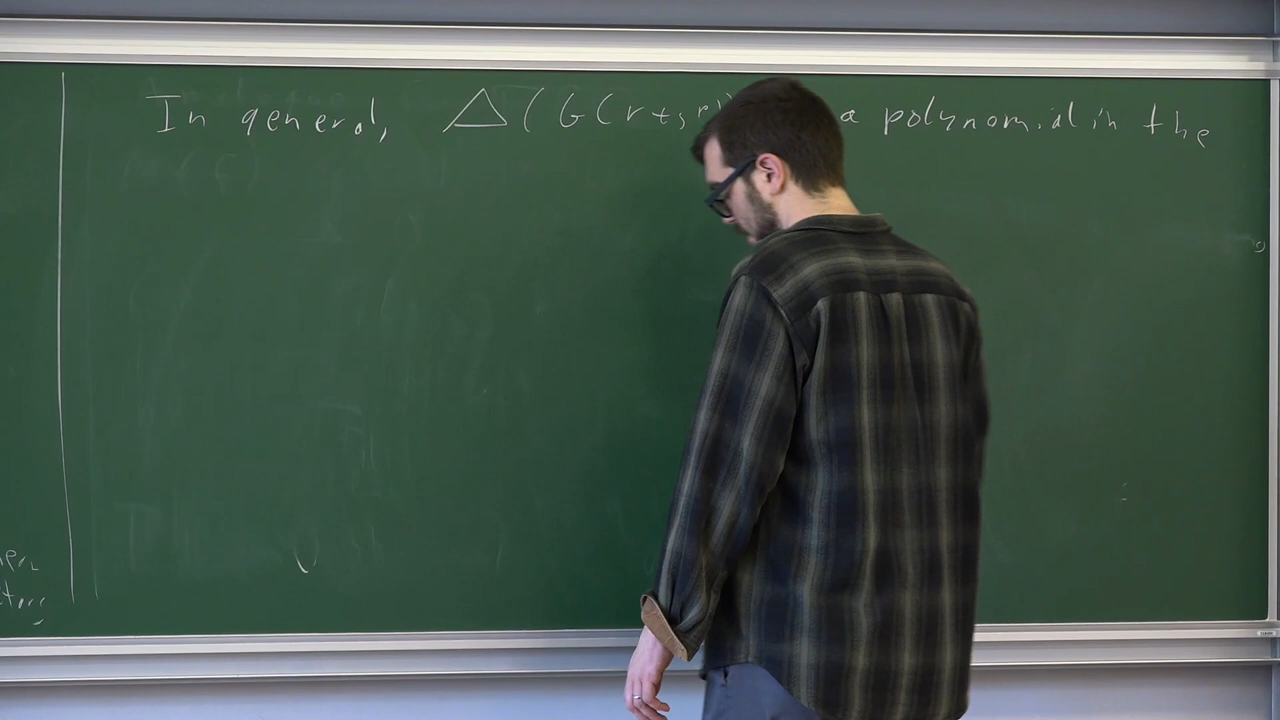 In general, Δ(G(r+s,r) a polynomial in the